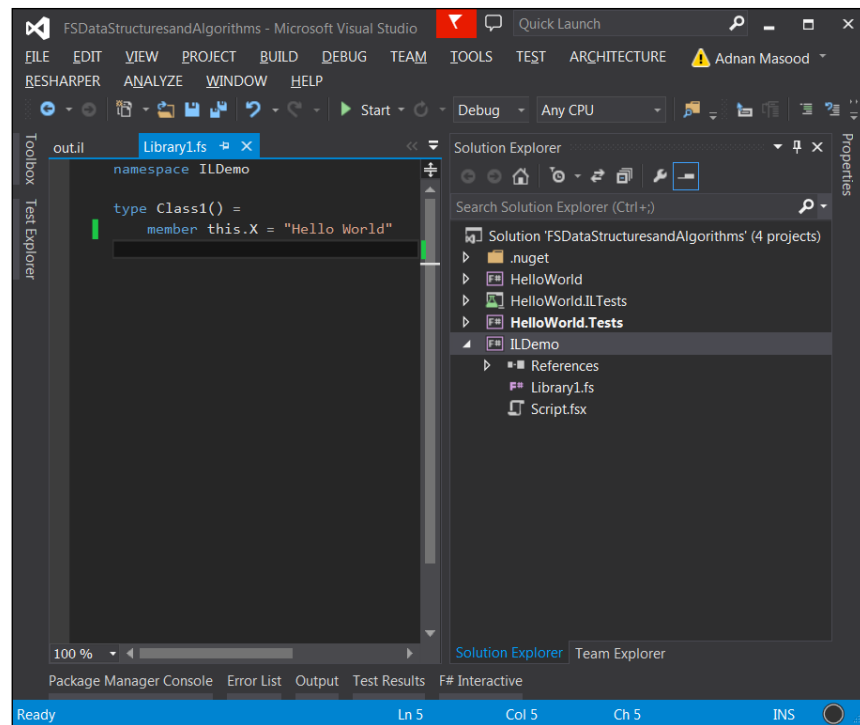 FSDataStructuresandAlgorithms - Microsoft Visual Studio
Quick Launch
FILE EDIT VIEW PROJECT BUILD DEBUG TEAM TOOLS TEST ARCHITECTURE Adnan Masood
RESHARPER ANALYZE WINDOW HELP
Start Debug Any CPU
Toolbox
Test Explorer
out.il Library1.fs
namespace ILDemo
type Class1() =
member this.X = "Hello World"
100 %
Solution Explorer
Search Solution Explorer (Ctrl+;)
Solution 'FSDataStructuresandAlgorithms' (4 projects)
.nuget
F# HelloWorld
HelloWorld.ILTests
F# HelloWorld.Tests
F# ILDemo
References
F# Library1.fs
Script.fsx
Solution Explorer Team Explorer
Properties
Package Manager Console Error List Output Test Results F# Interactive
Ready Ln 5 Col 5 Ch 5 INS